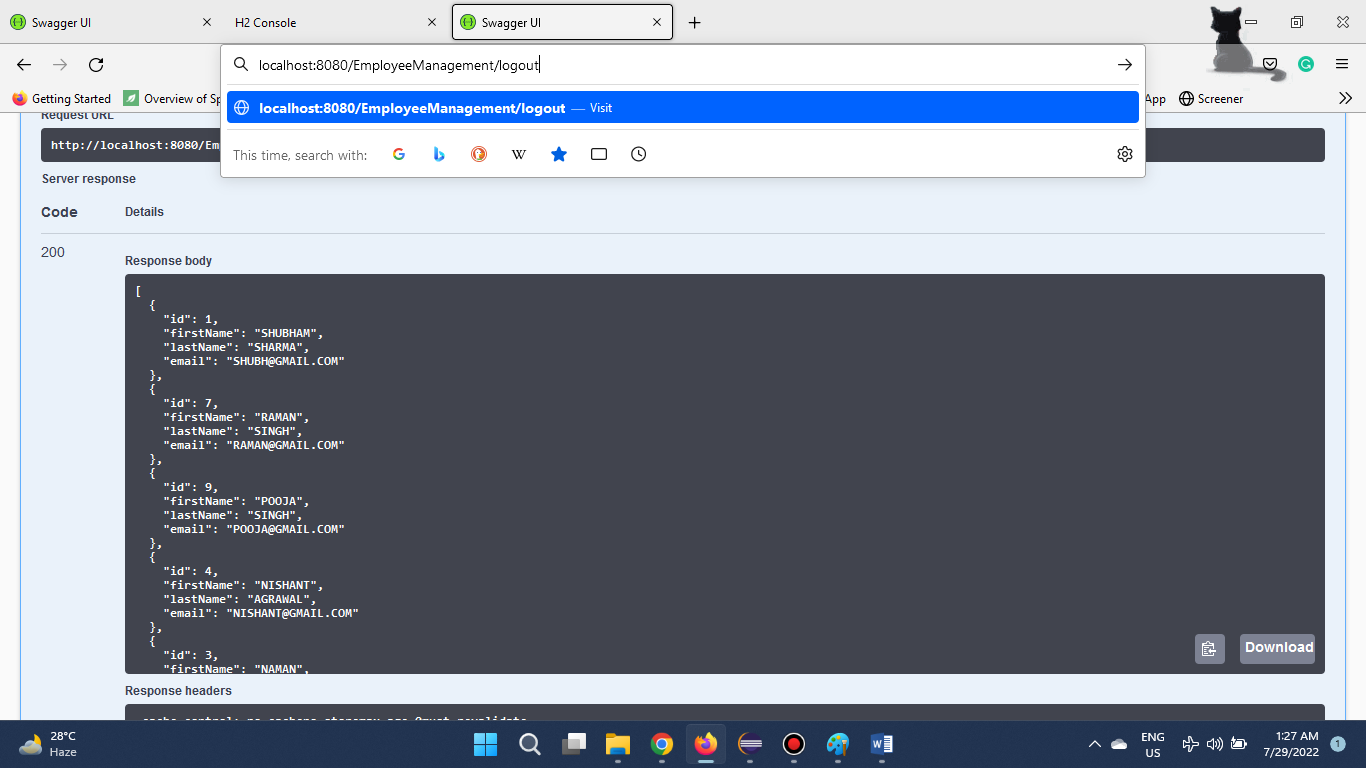 Swagger UI
H2 Console
Swagger UI
localhost:8080/EmployeeManagement/logout
localhost:8080/EmployeeManagement/logout — Visit
This time, search with:
Getting Started
Overview of Sp
App
Screener
Request URL
http://localhost:8080/Em
Server response
Code Details
200
Response body
[
{
"id": 1,
"firstName": "SHUBHAM",
"lastName": "SHARMA",
"email": "SHUBH@GMAIL.COM"
},
{
"id": 7,
"firstName": "RAMAN",
"lastName": "SINGH",
"email": "RAMAN@GMAIL.COM"
},
{
"id": 9,
"firstName": "POOJA",
"lastName": "SINGH",
"email": "POOJA@GMAIL.COM"
},
{
"id": 4,
"firstName": "NISHANT",
"lastName": "AGRAWAL",
"email": "NISHANT@GMAIL.COM"
},
{
"id": 3,
"firstName": "NAMAN",
Download
Response headers
28°C
Haze
ENG
US
1:27 AM
7/29/2022
1